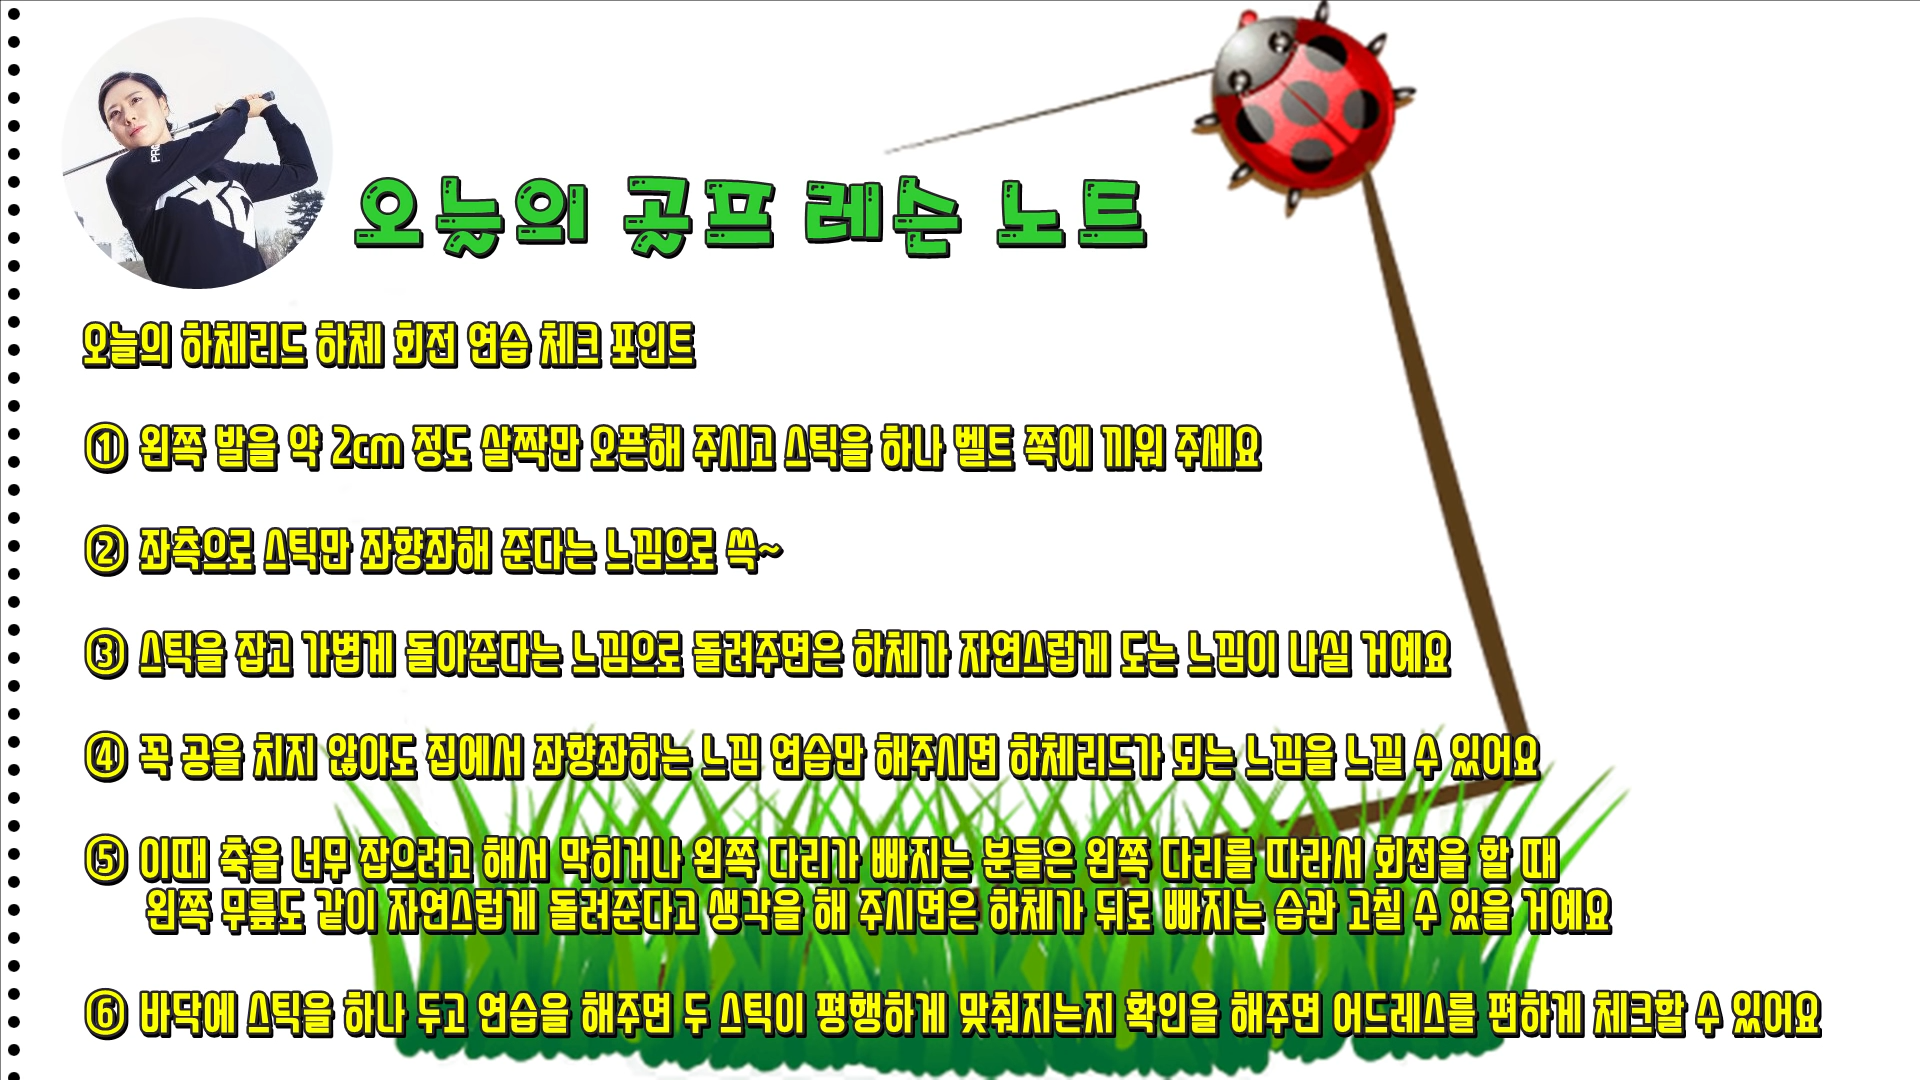 PRG
오늘의 골프 레슨 노트
오늘의 하체리드 하체 회전 연습 체크 포인트
① 왼쪽 발을 약 2cm 정도 살짝만 오픈해 주시고 스틱을 하나 벨트 쪽에 끼워 주세요
② 좌측으로 스틱만 좌향좌해 준다는 느낌으로 쓱~
③ 스틱을 잡고 가볍게 돌아준다는 느낌으로 돌려주면은 하체가 자연스럽게 도는 느낌이 나실 거예요
④ 꼭 공을 치지 않아도 집에서 좌향좌하는 느낌 연습만 해주시면 하체리드가 되는 느낌을 느낄 수 있어요
⑤ 이때 축을 너무 잡으려고 해서 막히거나 왼쪽 다리가 빠지는 분들은 왼쪽 다리를 따라서 회전을 할 때
왼쪽 무릎도 같이 자연스럽게 돌려준다고 생각을 해 주시면은 하체가 뒤로 빠지는 습관 고칠 수 있을 거예요
⑥ 바닥에 스틱을 하나 두고 연습을 해주면 두 스틱이 평행하게 맞춰지는지 확인을 해주면 어드레스를 편하게 체크할 수 있어요